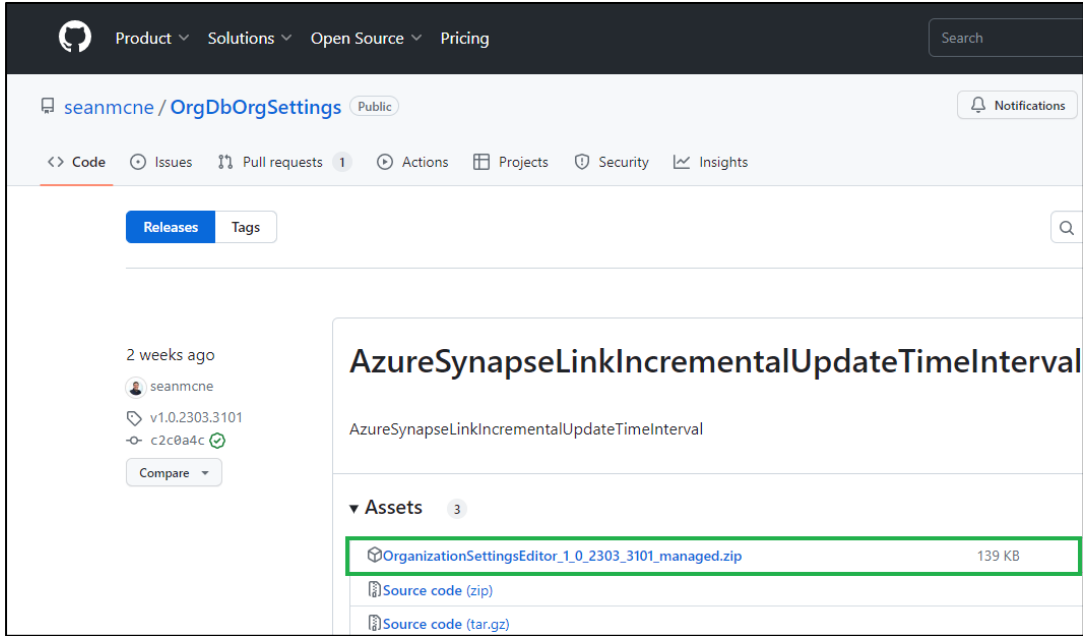 Product Solutions Open Source Pricing Search
seanmcne / OrgDbOrgSettings Public Notifications
Code Issues Pull requests 1 Actions Projects Security Insights
Releases Tags
2 weeks ago
seanmcne
v1.0.2303.3101
c2c0a4c
Compare
AzureSynapseLinkIncrementalUpdateTimeInterval
AzureSynapseLinkIncrementalUpdateTimeInterval
Assets 3
OrganizationSettingsEditor_1_0_2303_3101_managed.zip 139 KB
Source code (zip)
Source code (tar.gz)